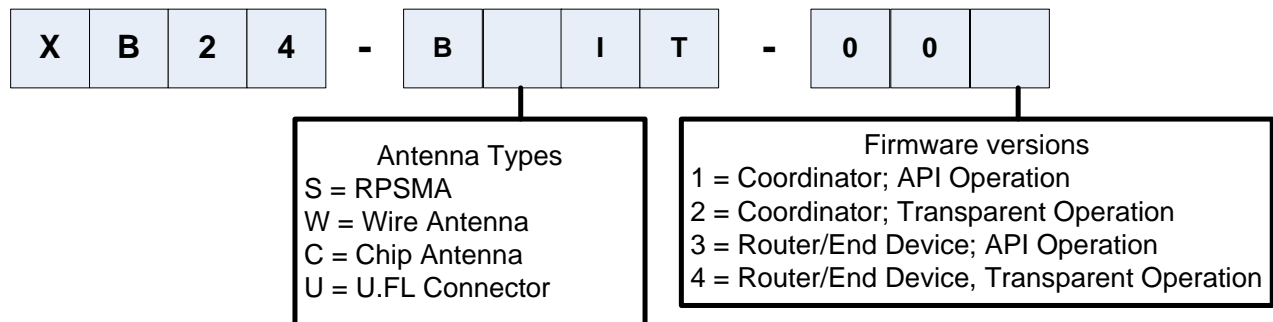 X B 2 4 - B I T - 0 0
Antenna Types
S = RPSMA
W = Wire Antenna
C = Chip Antenna
U = U.FL Connector
Firmware versions
1 = Coordinator; API Operation
2 = Coordinator; Transparent Operation
3 = Router/End Device; API Operation
4 = Router/End Device, Transparent Operation